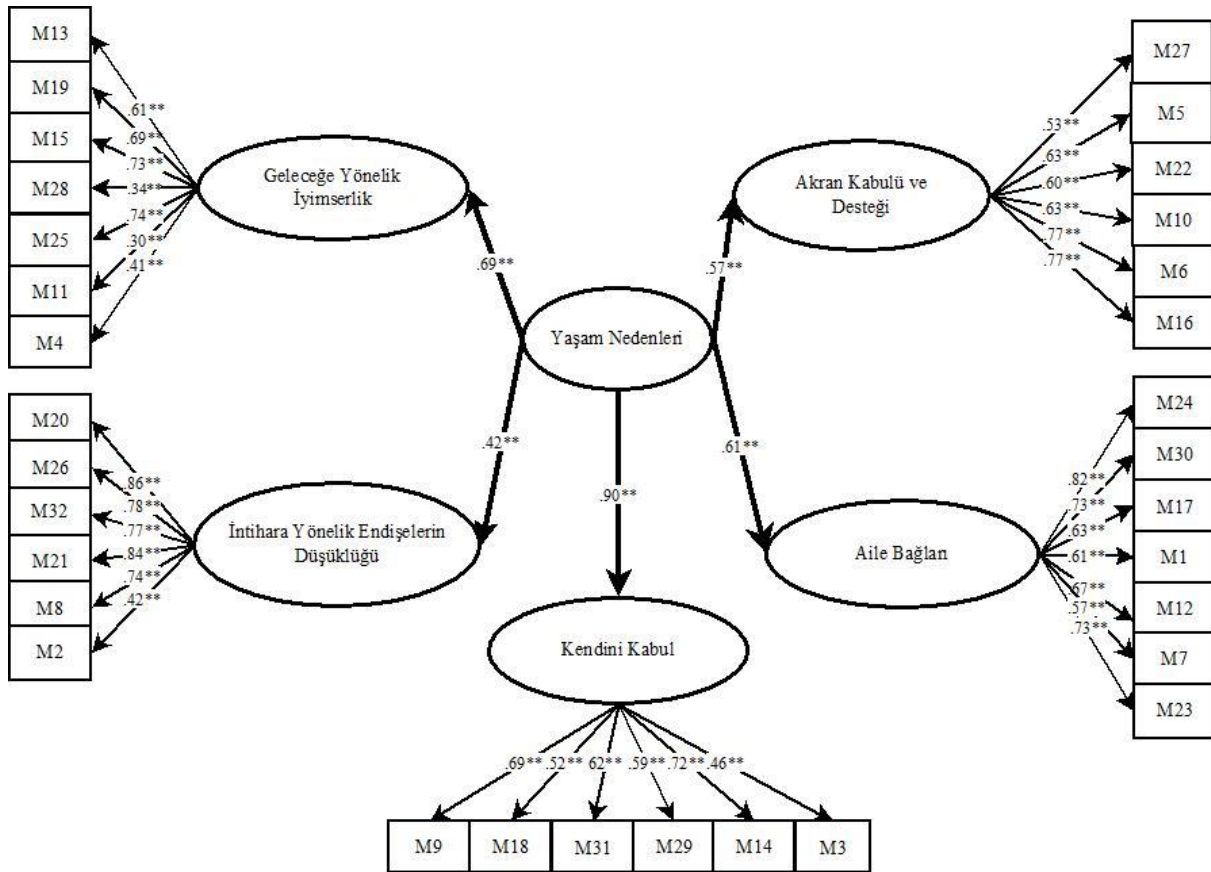 M13
M19
M15
M28
M25
M11
M4
.61**
.69**
.73**
.34**
.74**
.30**
.41**
Geleceğe Yönelik
İyimserlik
.69**
Akran Kabulü ve
Desteği
.57**
.53**
.63**
.60**
.63**
.77**
.77**
M27
M5
M22
M10
M6
M16
Yaşam Nedenleri
M20
M26
M32
M21
M8
M2
.86**
.78**
.77**
.84**
.74**
.42**
İntihara Yönelik Endişelerin
Düşüklüğü
.42**
.90**
.61**
Aile Bağları
.82**
.73**
.63**
.61**
.67**
.57**
.73**
M24
M30
M17
M1
M12
M7
M23
Kendini Kabul
.69** .52** .62** .59** .72** .46**
M9 M18 M31 M29 M14 M3